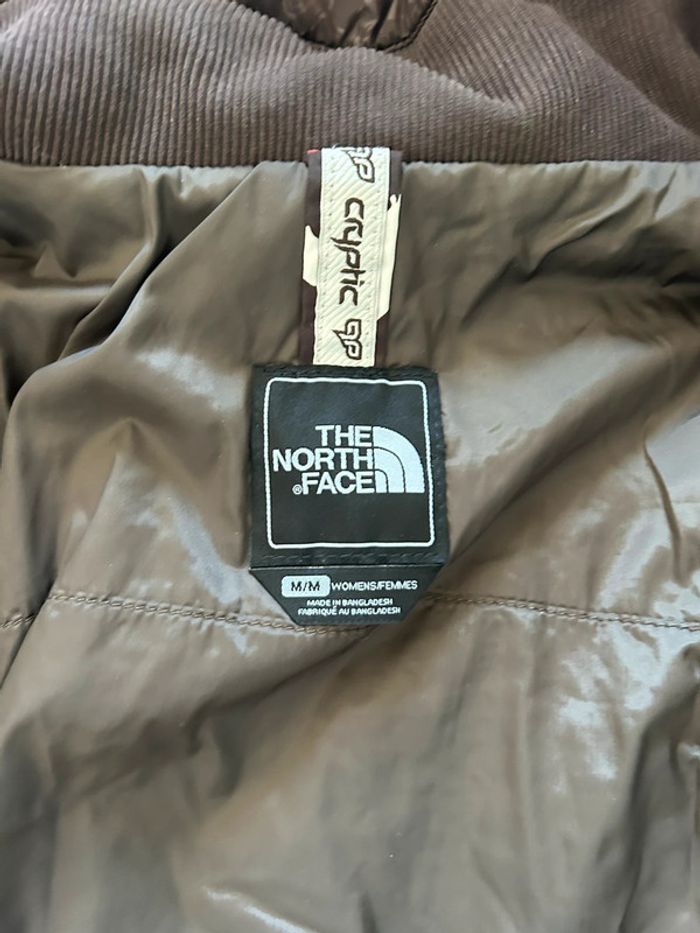 cryptic
THE
NORTH
®FACE
M/M WOMENS/FEMMES
MADE IN BANGLADESH
FABRIQUÉ AU BANGLADESH